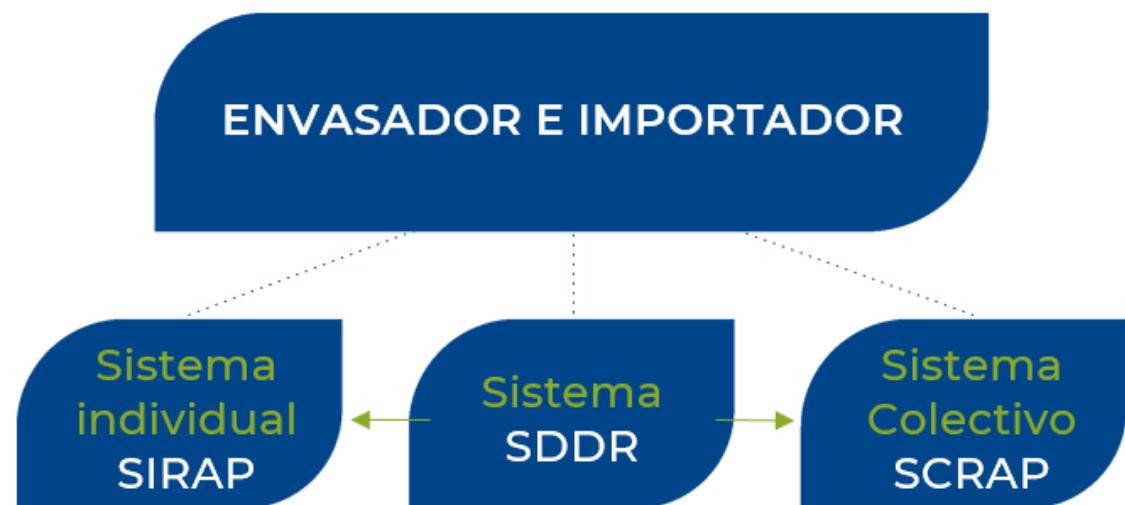 ENVASADOR E IMPORTADOR
Sistema
individual
SIRAP
Sistema
SDDR
Sistema
Colectivo
SCRAP